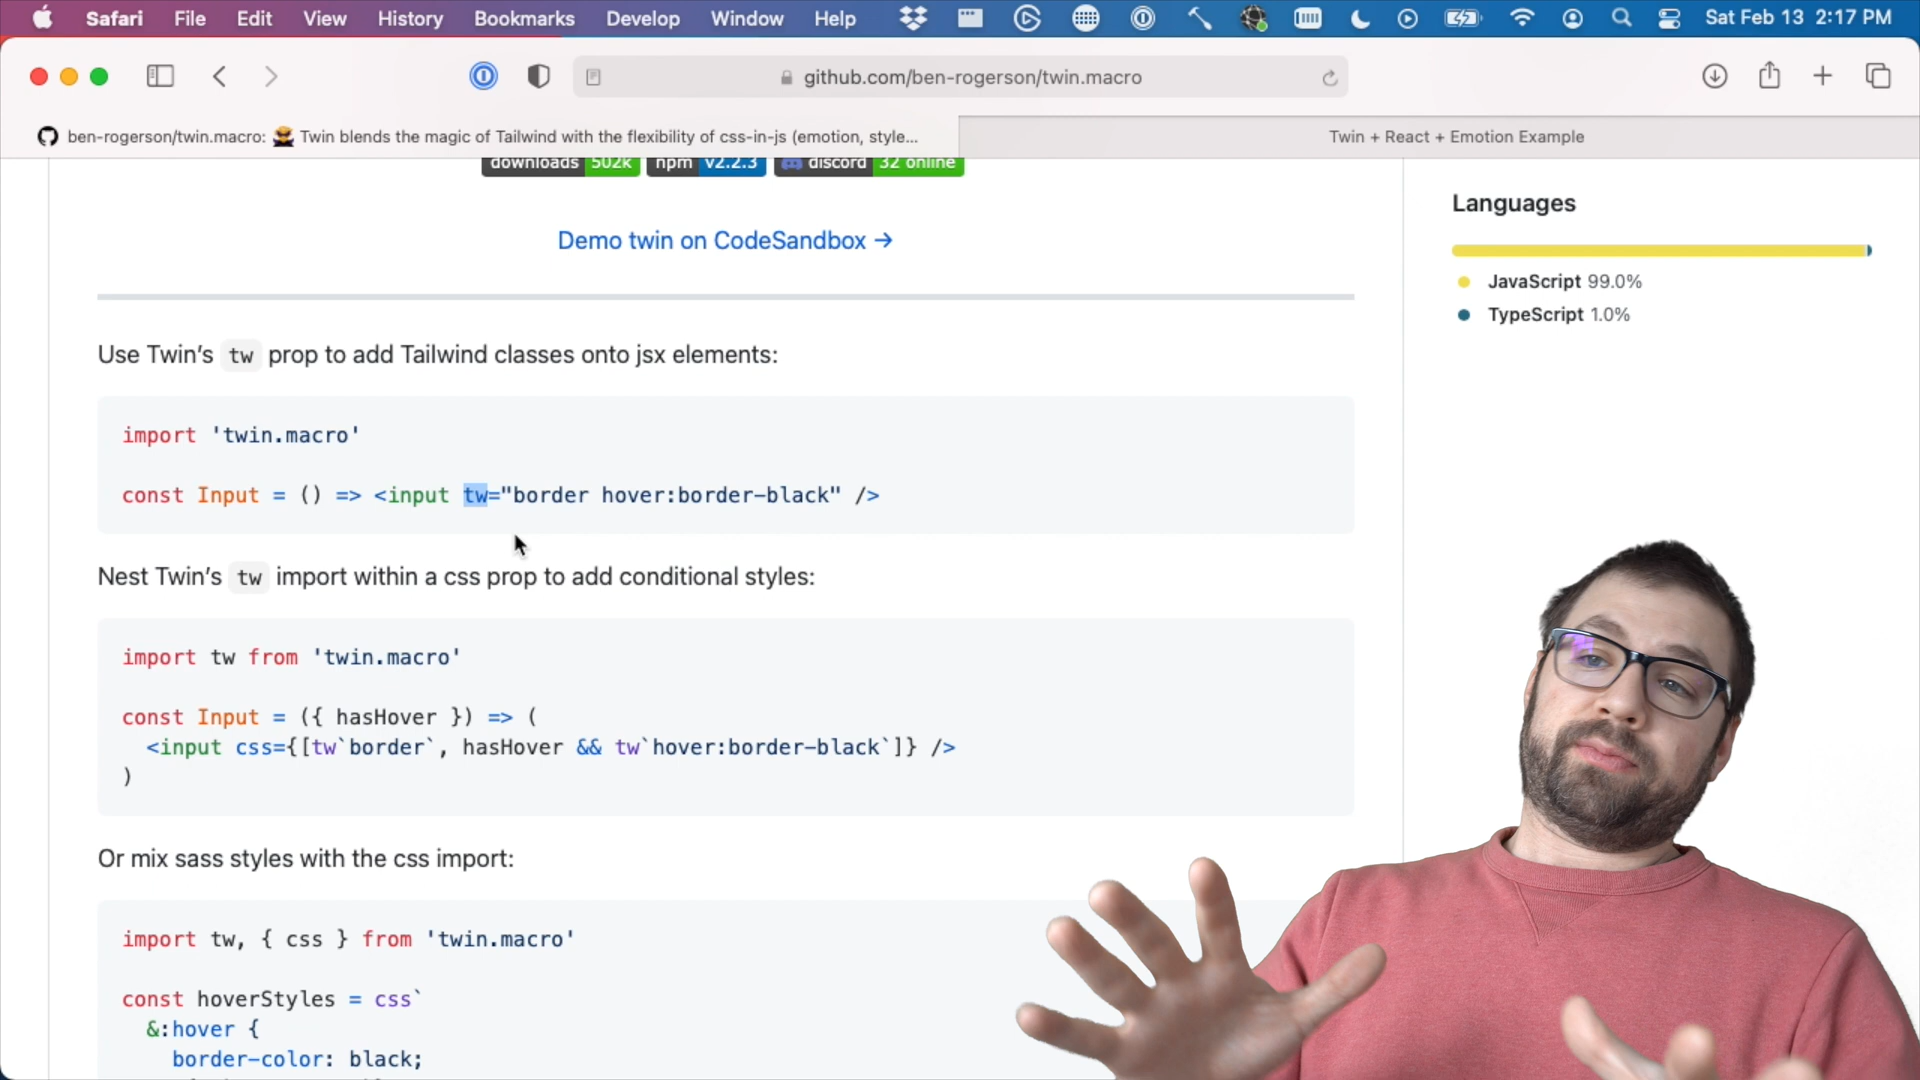 Safari File Edit View History Bookmarks Develop Window Help Sat Feb 13 2:17 PM
github.com/ben-rogerson/twin.macro
ben-rogerson/twin.macro: Twin blends the magic of Tailwind with the flexibility of css-in-js (emotion, style...
Twin + React + Emotion Example
downloads 502k npm v2.2.3 discord 32 online
Demo twin on CodeSandbox →
Use Twin's tw prop to add Tailwind classes onto jsx elements:
import 'twin.macro'
const Input = () => <input tw="border hover:border-black" />
Nest Twin's tw import within a css prop to add conditional styles:
import tw from 'twin.macro'
const Input = ({ hasHover }) => (
<input css={[tw`border`, hasHover && tw`hover:border-black`]} />
)
Or mix sass styles with the css import:
import tw, { css } from 'twin.macro'
const hoverStyles = css`
&:hover {
border-color: black;
Languages
JavaScript 99.0%
TypeScript 1.0%